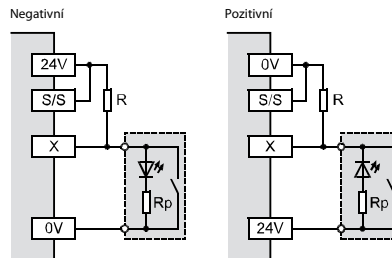 Negativní
24V
S/S
R
X
Rp
0V
Pozitivní
0V
S/S
R
X
Rp
24V